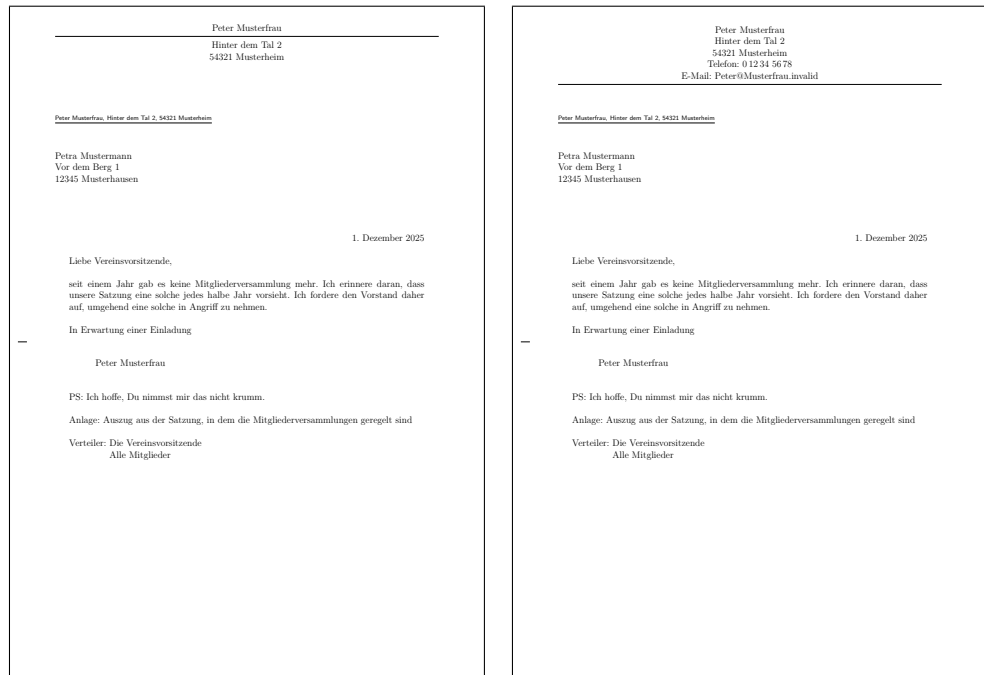 Peter Musterfrau
Hinter dem Tal 2
54321 Musterheim
Peter Musterfrau, Hinter dem Tal 2, 54321 Musterheim
Petra Mustermann
Vor dem Berg 1
12345 Musterhausen
1. Dezember 2025
Liebe Vereinsvorsitzende,
seit einem Jahr gab es keine Mitgliederversammlung mehr. Ich erinnere daran, dass
unsere Satzung eine solche jedes halbe Jahr vorsieht. Ich fordere den Vorstand daher
auf, umgehend eine solche in Angriff zu nehmen.
In Erwartung einer Einladung
Peter Musterfrau
PS: Ich hoffe, Du nimmst mir das nicht krumm.
Anlage: Auszug aus der Satzung, in dem die Mitgliederversammlungen geregelt sind
Verteiler: Die Vereinsvorsitzende
Alle Mitglieder
Peter Musterfrau
Hinter dem Tal 2
54321 Musterheim
Telefon: 0 12 34 56 78
E-Mail: Peter@Musterfrau.invalid
Peter Musterfrau, Hinter dem Tal 2, 54321 Musterheim
Petra Mustermann
Vor dem Berg 1
12345 Musterhausen
1. Dezember 2025
Liebe Vereinsvorsitzende,
seit einem Jahr gab es keine Mitgliederversammlung mehr. Ich erinnere daran, dass
unsere Satzung eine solche jedes halbe Jahr vorsieht. Ich fordere den Vorstand daher
auf, umgehend eine solche in Angriff zu nehmen.
In Erwartung einer Einladung
Peter Musterfrau
PS: Ich hoffe, Du nimmst mir das nicht krumm.
Anlage: Auszug aus der Satzung, in dem die Mitgliederversammlungen geregelt sind
Verteiler: Die Vereinsvorsitzende
Alle Mitglieder